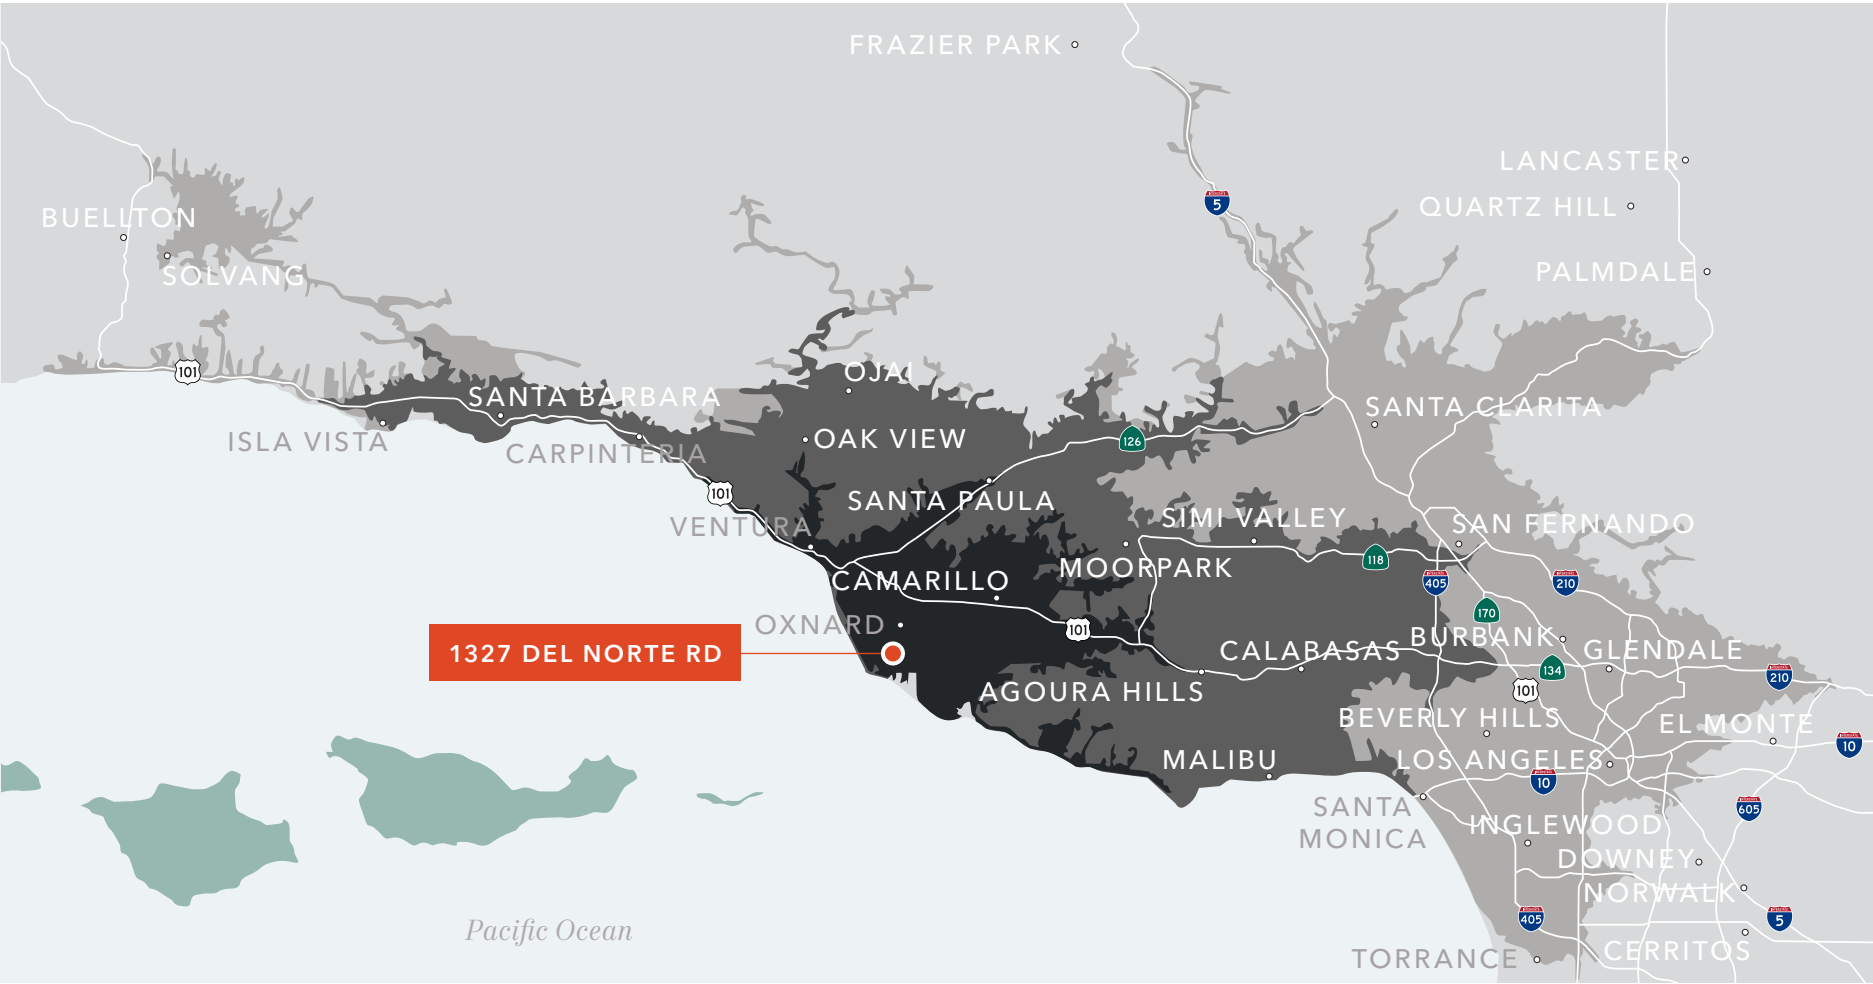 FRAZIER PARK
LANCASTER
5
QUARTZ HILL
BUELLTON
PALMDALE
SOLVANG
101
OJAI
SANTA BARBARA
SANTA CLARITA
ISLA VISTA
OAK VIEW
126
CARPINTERIA
101
SANTA PAULA
SIMI VALLEY
VENTURA
SAN FERNANDO
118
MOORPARK
CAMARILLO
405
210
170
OXNARD
101
BURBANK
1327 DEL NORTE RD
CALABASAS
GLENDALE
134
210
AGOURA HILLS
101
BEVERLY HILLS
EL MONTE
10
MALIBU
LOS ANGELES
10
SANTA
MONICA
605
INGLEWOOD
DOWNEY
NORWALK
405
5
Pacific Ocean
CERRITOS
TORRANCE